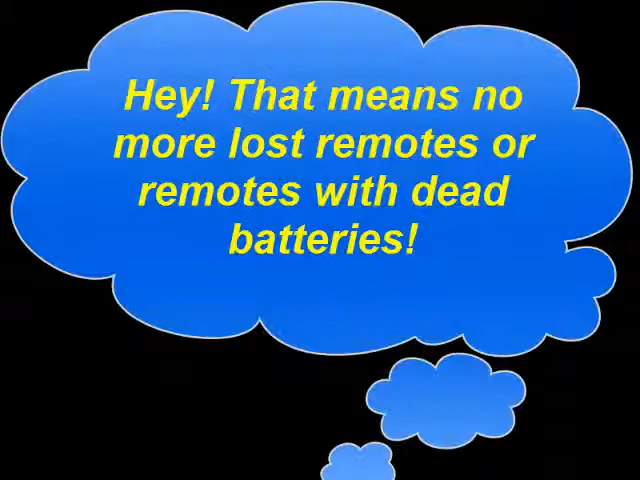 Hey! That means no
more lost remotes or
remotes with dead
batteries!